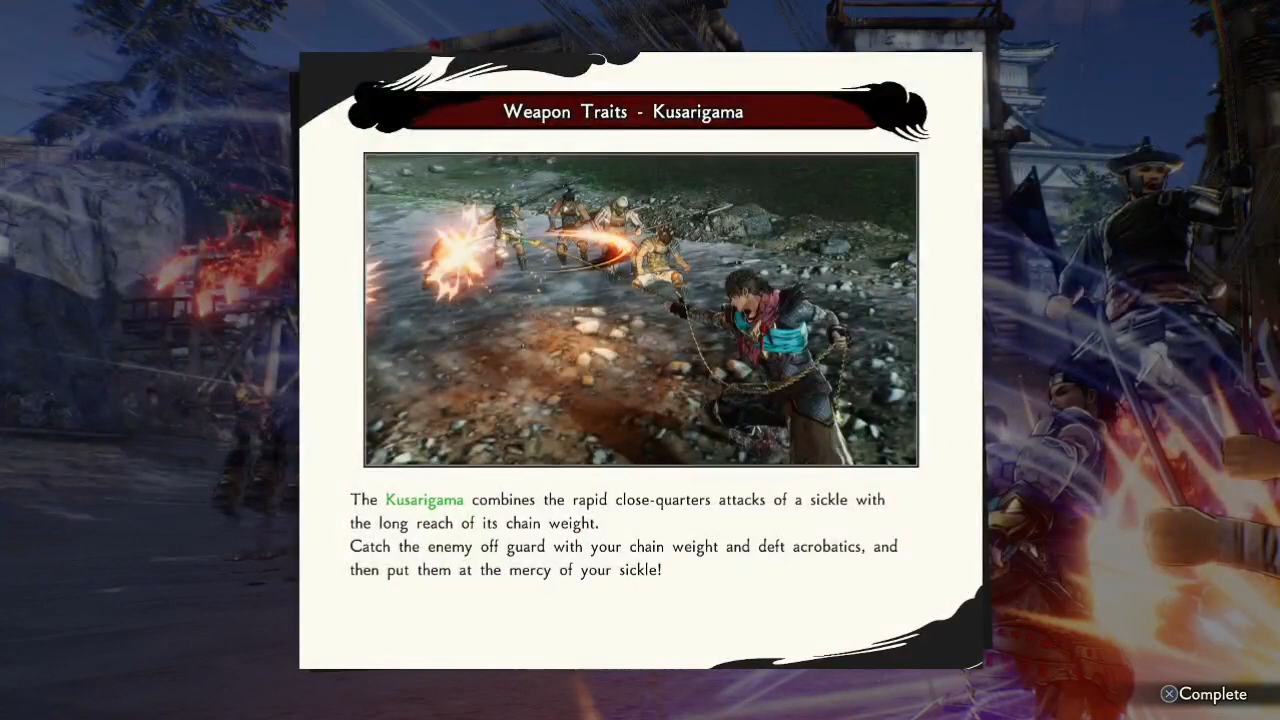 Weapon Traits - Kusarigama
The Kusarigama combines the rapid close-quarters attacks of a sickle with
the long reach of its chain weight.
Catch the enemy off guard with your chain weight and deft acrobatics, and
then put them at the mercy of your sickle!
Complete